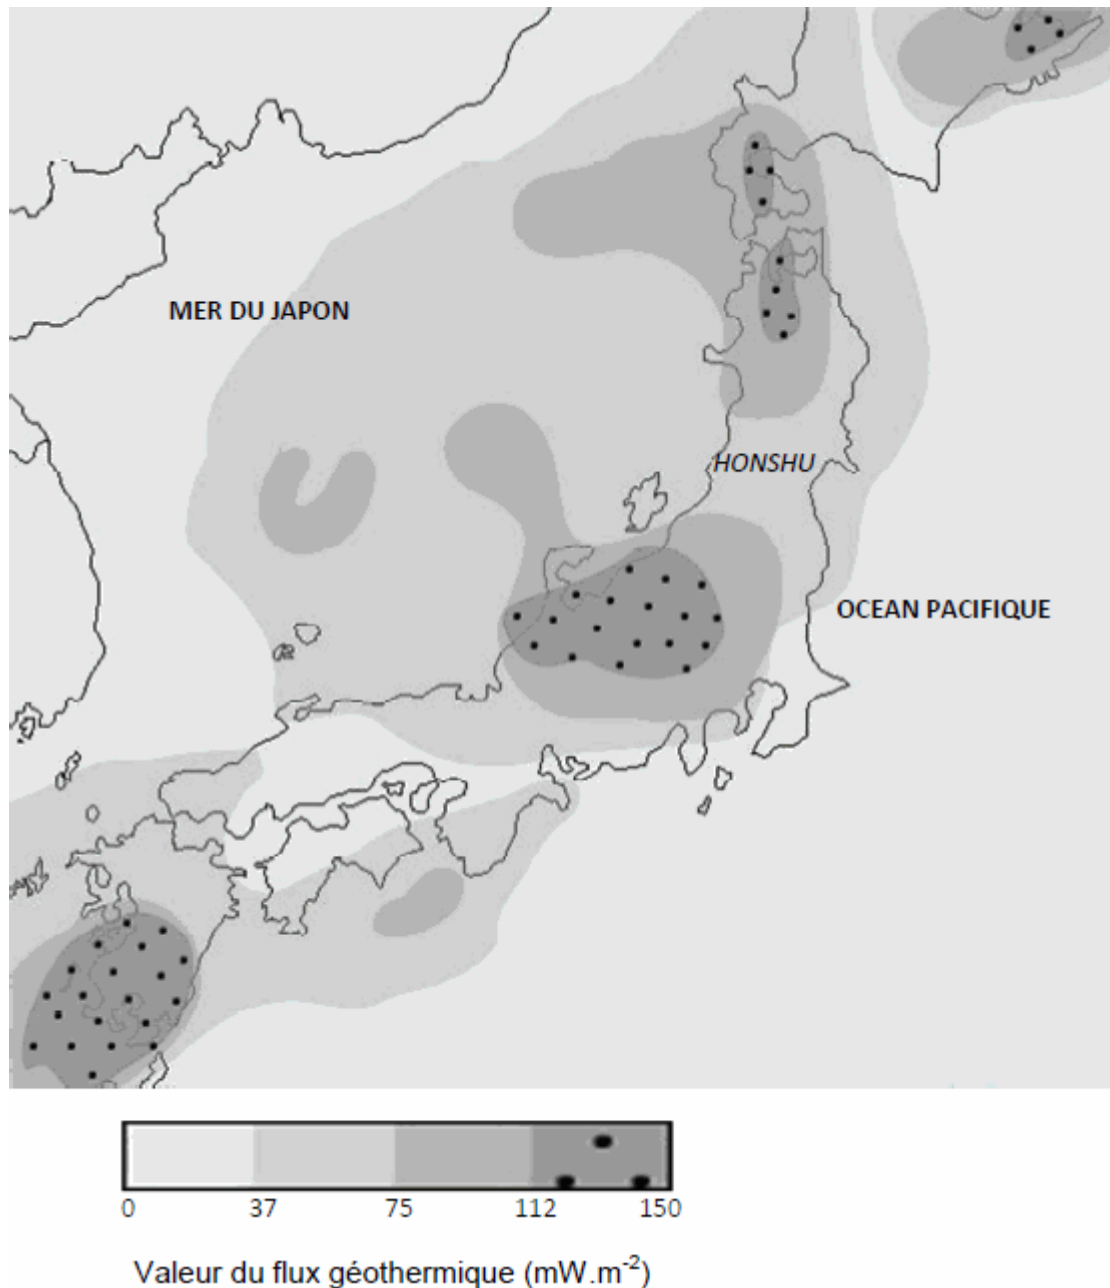 MER DU JAPON
HONSHU
OCEAN PACIFIQUE
0 37 75 112 150
Valeur du flux géothermique (mW.m⁻²)